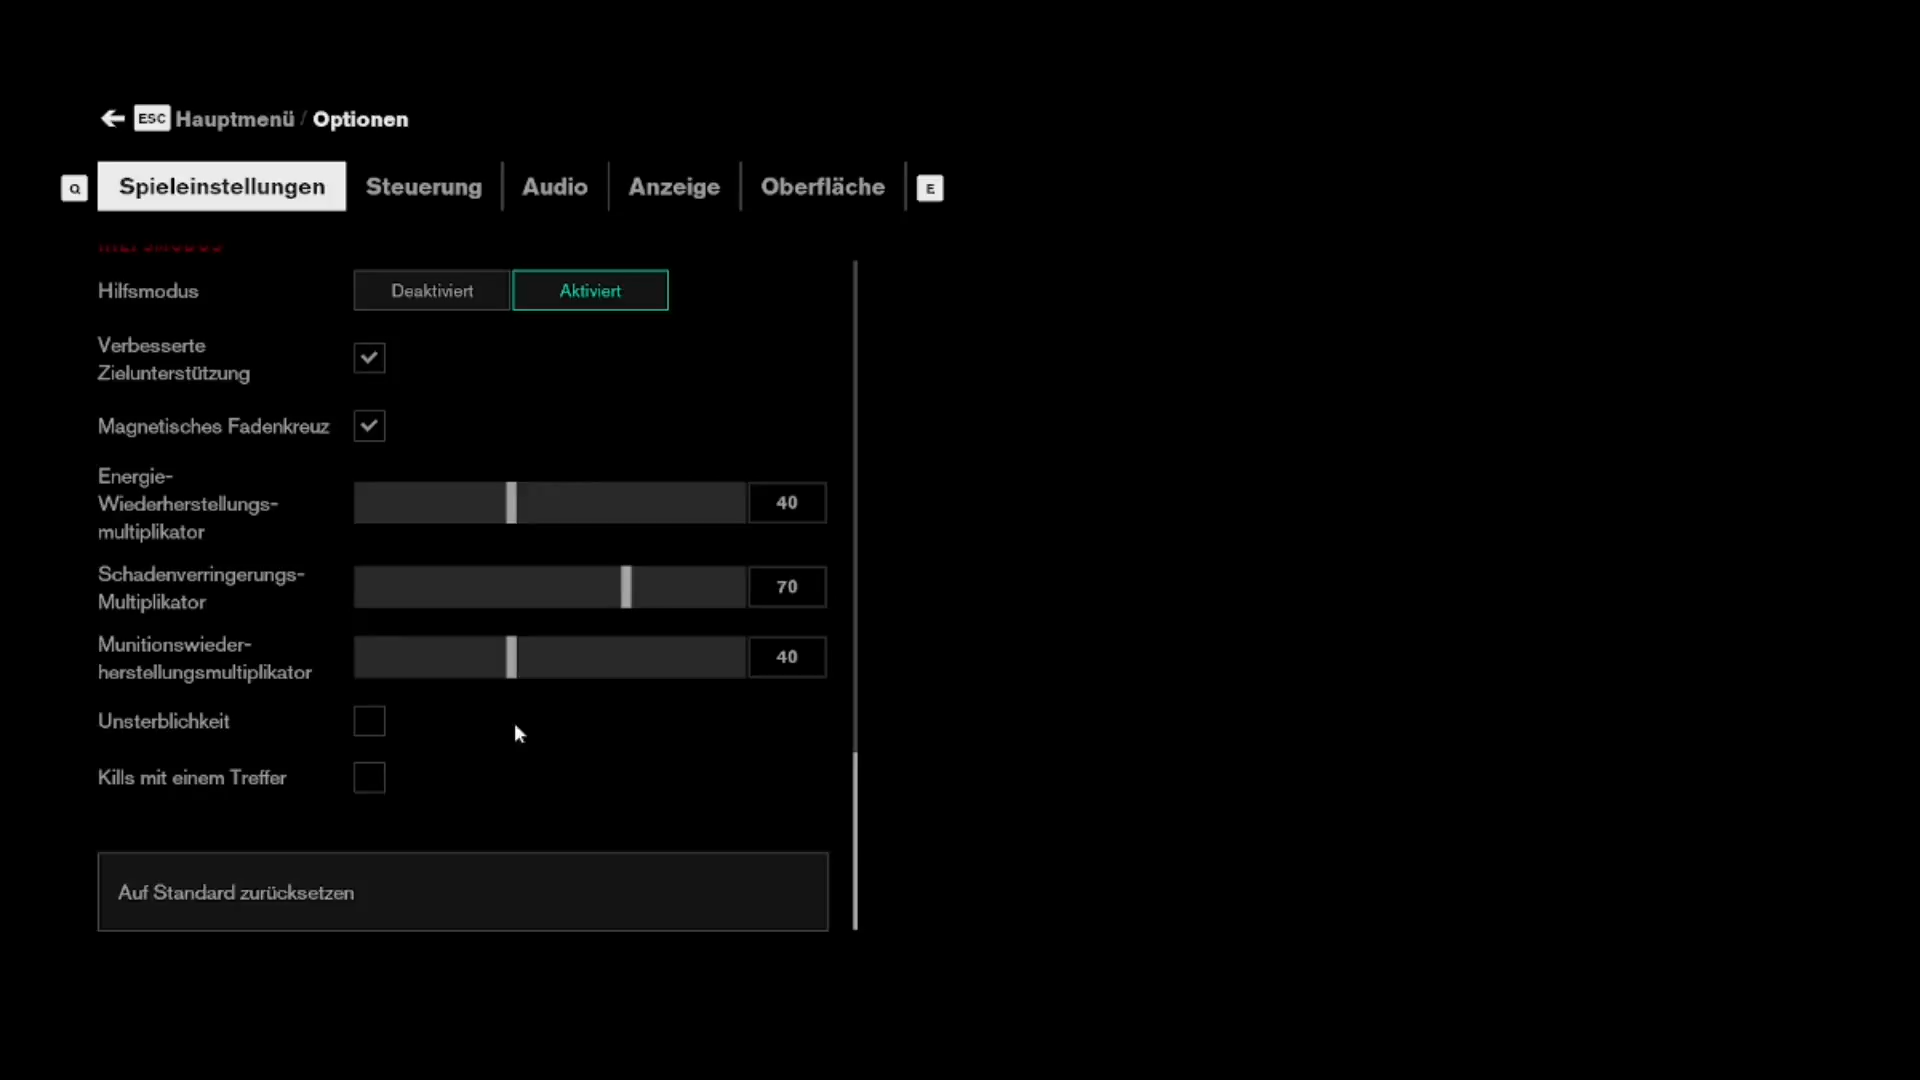 ESC Hauptmenü / Optionen
Q Spieleinstellungen Steuerung Audio Anzeige Oberfläche E
HILFSMODUS
Hilfsmodus Deaktiviert Aktiviert
Verbesserte
Zielunterstützung
Magnetisches Fadenkreuz
Energie-
Wiederherstellungs-
multiplikator
40
Schadenverringerungs-
Multiplikator
70
Munitionswieder-
herstellungsmultiplikator
40
Unsterblichkeit
Kills mit einem Treffer
Auf Standard zurücksetzen